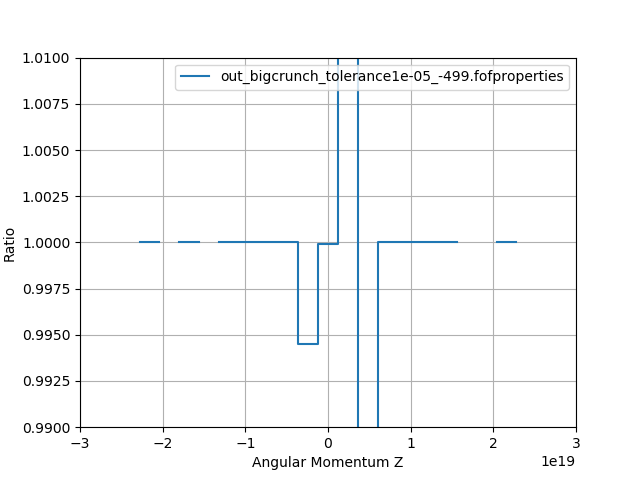 1.0100
out_bigcrunch_tolerance1e-05_-499.fofproperties
1.0075
1.0050
1.0025
1.0000
Ratio
0.9975
0.9950
0.9925
0.9900
−3 −2 −1 0 1 2 3
Angular Momentum Z 1e19